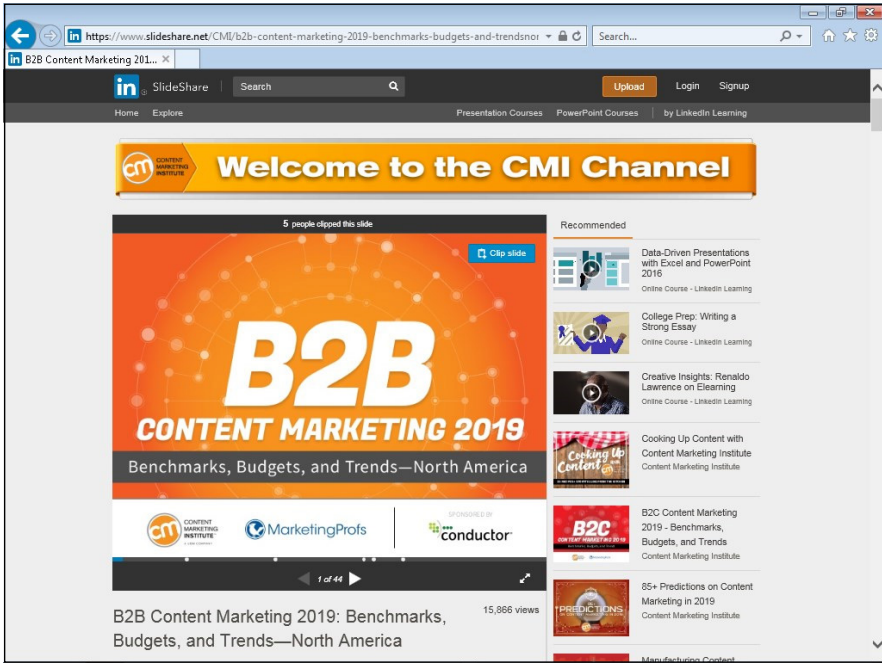 https://www.slideshare.net/CMI/b2b-content-marketing-2019-benchmarks-budgets-and-trendsnor
Search...
in B2B Content Marketing 201...
in SlideShare
Search
Upload
Login
Signup
Home
Explore
Presentation Courses
PowerPoint Courses
by LinkedIn Learning
cm CONTENT
MARKETING
INSTITUTE
Welcome to the CMI Channel
5 people clipped this slide
Clip slide
B2B
CONTENT MARKETING 2019
Benchmarks, Budgets, and Trends—North America
cm CONTENT
MARKETING
INSTITUTE
MarketingProfs
SPONSORED BY
conductor
1 of 44
B2B Content Marketing 2019: Benchmarks,
Budgets, and Trends—North America
15,866 views
Recommended
Data-Driven Presentations
with Excel and PowerPoint
2016
Online Course - LinkedIn Learning
College Prep: Writing a
Strong Essay
Online Course - LinkedIn Learning
Creative Insights: Renaldo
Lawrence on Elearning
Online Course - LinkedIn Learning
Cooking Up
Content
Cooking Up Content with
Content Marketing Institute
Content Marketing Institute
B2C
CONTENT MARKETING 2019
B2C Content Marketing
2019 - Benchmarks,
Budgets, and Trends
Content Marketing Institute
PREDICTIONS
85+ Predictions on Content
Marketing in 2019
Content Marketing Institute
Manufacturing Content